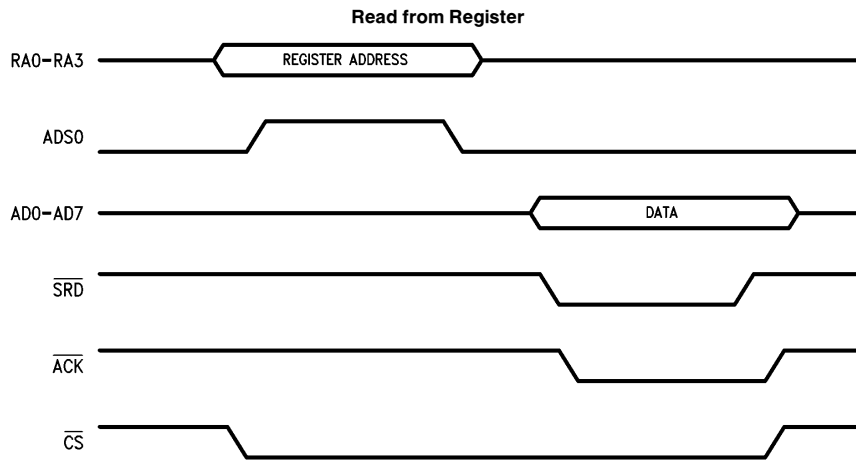 Read from Register
RA0-RA3
REGISTER ADDRESS
ADS0
AD0-AD7
DATA
SRD
ACK
CS